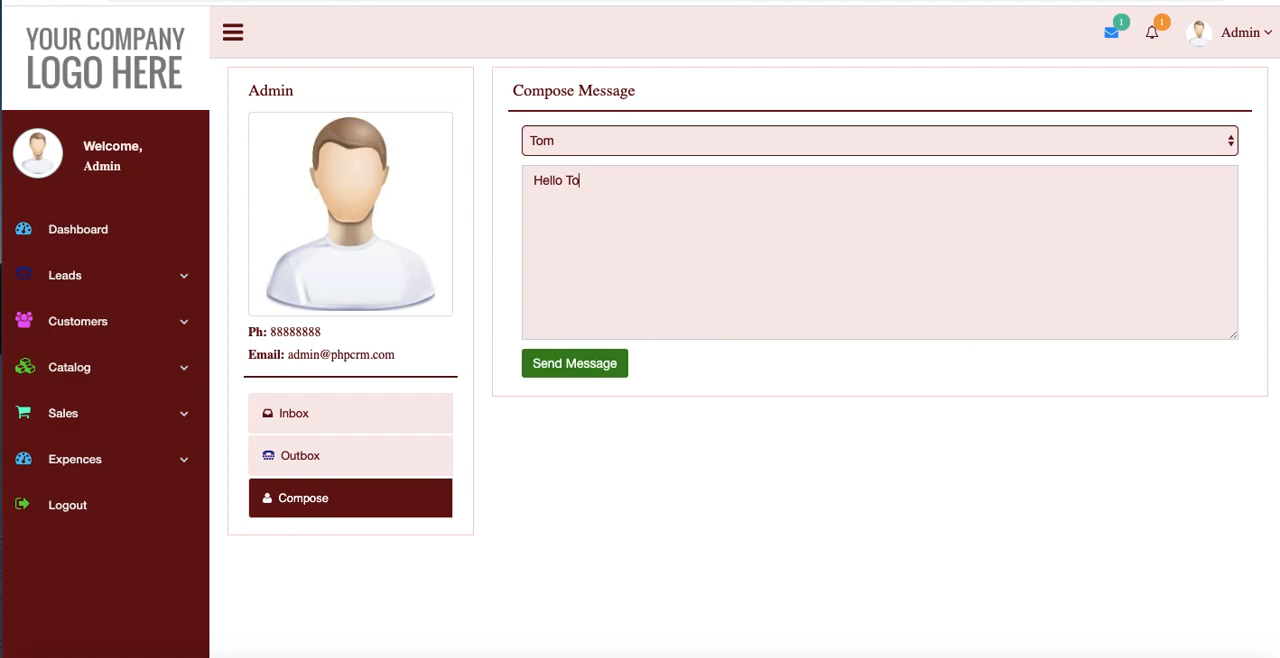 YOUR COMPANY
LOGO HERE
1
1
Admin
Welcome,
Admin
Dashboard
Leads
Customers
Catalog
Sales
Expences
Logout
Admin
Ph: 88888888
Email: admin@phpcrm.com
Inbox
Outbox
Compose
Compose Message
Tom
Hello To
Send Message